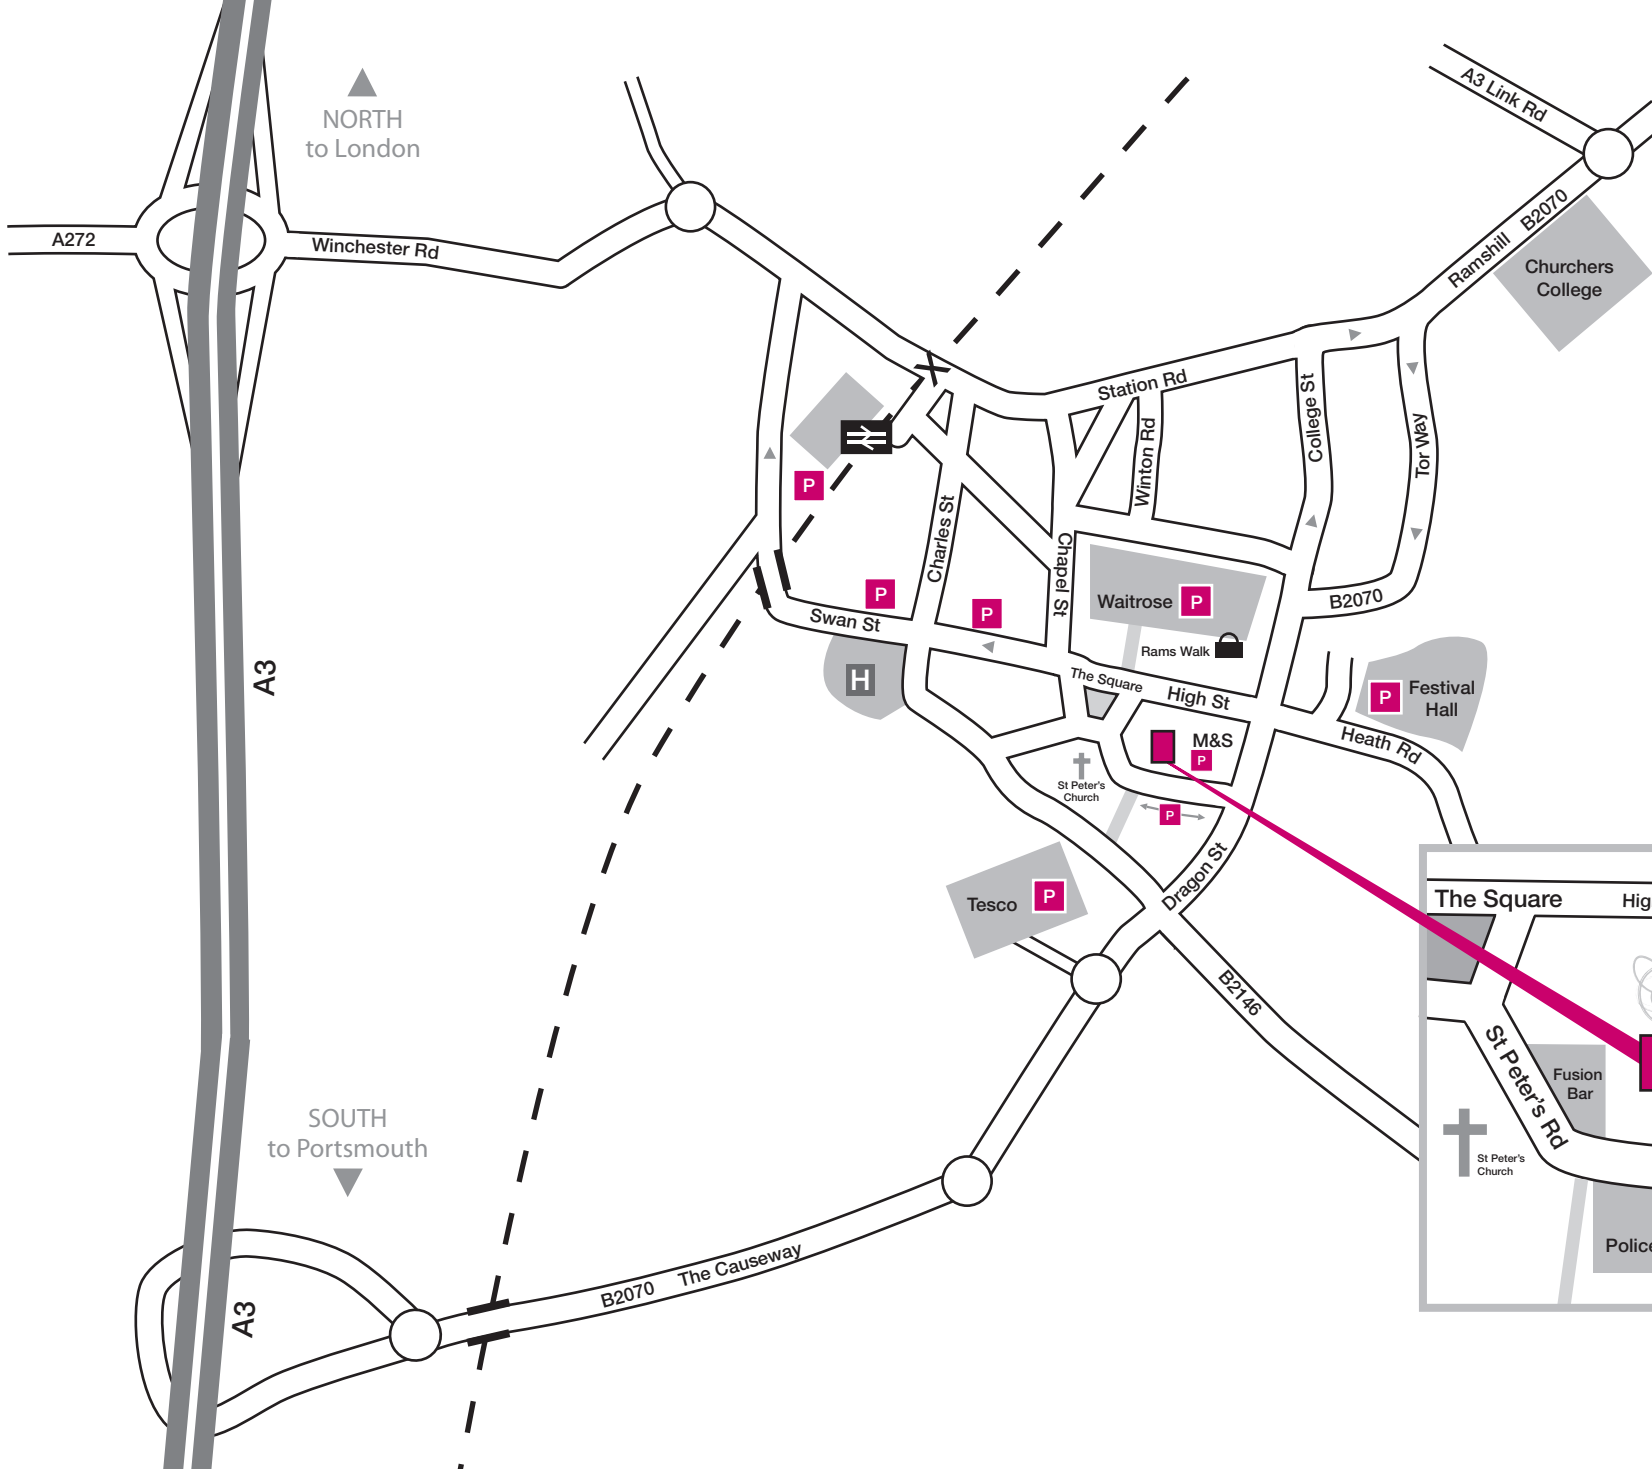 A3 Link Rd
NORTH
to London
A272
Winchester Rd
Ramshill
B2070
Churchers
College
Station Rd
College St
Winton Rd
Tor Way
P
Charles St
Chapel St
P
P
Waitrose
P
B2070
Swan St
Rams Walk
H
The Square
High St
P
Festival
Hall
A3
M&S
P
Heath Rd
St Peter's
Church
P
Dragon St
Tesco
P
B2146
The Square
Hig
St Peter's Rd
Fusion
Bar
St Peter's
Church
Police
SOUTH
to Portsmouth
A3
B2070
The Causeway